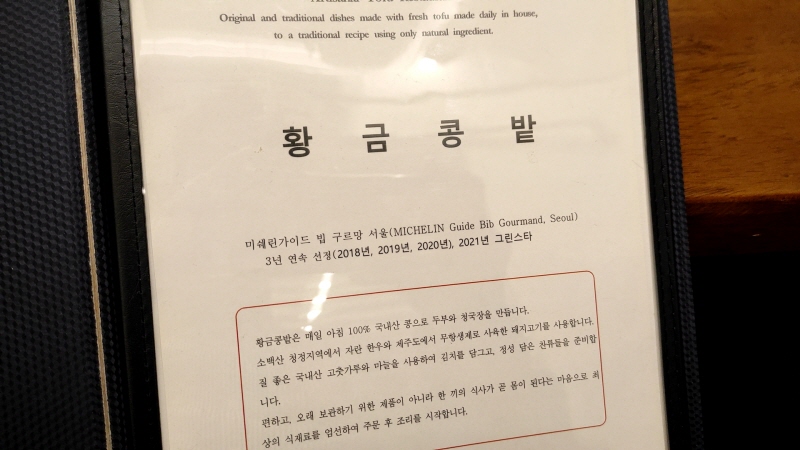 Original and traditional dishes made with fresh tofu made daily in house,
to a traditional recipe using only natural ingredient.
황 금 콩 밭
미쉐린가이드 빕 구르망 서울(MICHELIN Guide Bib Gourmand, Seoul)
3년 연속 선정(2018년, 2019년, 2020년), 2021년 그린스타
황금콩밭은 매일 아침 100% 국내산 콩으로 두부와 청국장을 만듭니다.
소백산 청정지역에서 자란 한우와 제주도에서 무항생제로 사육한 돼지고기를 사용합니다.
질 좋은 국내산 고춧가루와 마늘을 사용하여 김치를 담그고, 정성 담은 찬류들을 준비합
니다.
편하고, 오래 보관하기 위한 제품이 아니라 한 끼의 식사가 곧 몸이 된다는 마음으로 최
상의 식재료를 엄선하여 주문 후 조리를 시작합니다.